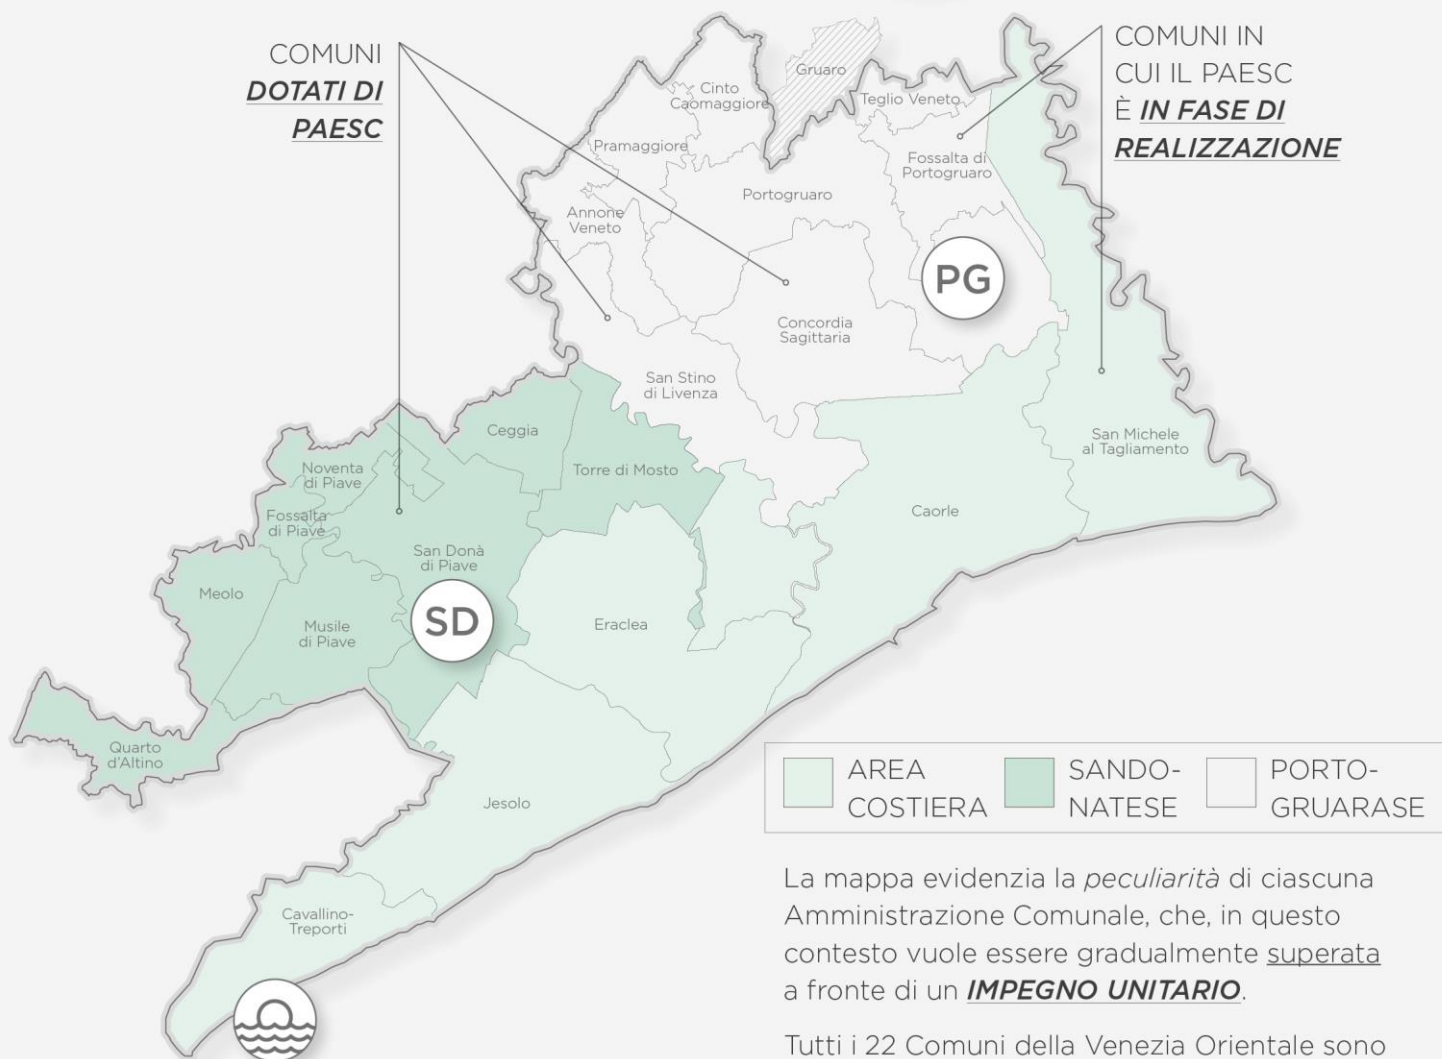 COMUNI
DOTATI DI
PAESC
COMUNI IN
CUI IL PAESC
È IN FASE DI
REALIZZAZIONE
Gruaro
Cinto
Caomaggiore
Teglio Veneto
Pramaggiore
Fossalta di
Portogruaro
Portogruaro
Annone
Veneto
PG
Concordia
Sagittaria
San Stino
di Livenza
Ceggia
San Michele
al Tagliamento
Noventa
di Piave
Torre di Mosto
Fossalta
di Piave
Caorle
San Donà
di Piave
Meolo
SD
Eraclea
Musile
di Piave
Quarto
d'Altino
Jesolo
Cavallino-
Treporti
AREA
COSTIERA
SANDO-
NATESE
PORTO-
GRUARASE
La mappa evidenzia la peculiarità di ciascuna
Amministrazione Comunale, che, in questo
contesto vuole essere gradualmente superata
a fronte di un IMPEGNO UNITARIO.
Tutti i 22 Comuni della Venezia Orientale sono